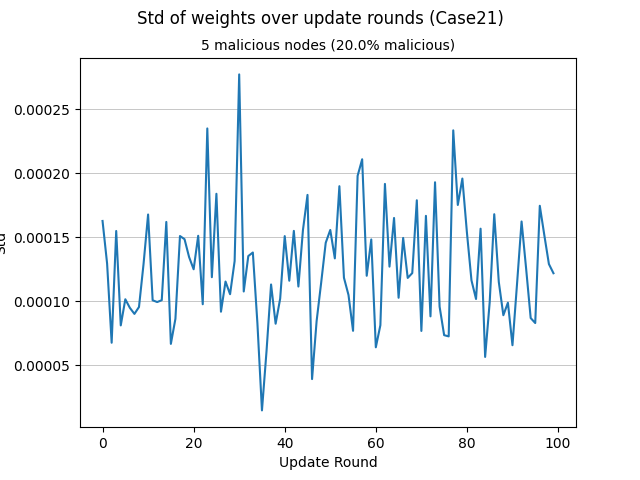 Std of weights over update rounds (Case21)
5 malicious nodes (20.0% malicious)
0.00025
0.00020
0.00015
0.00010
0.00005
Std
0 20 40 60 80 100
Update Round